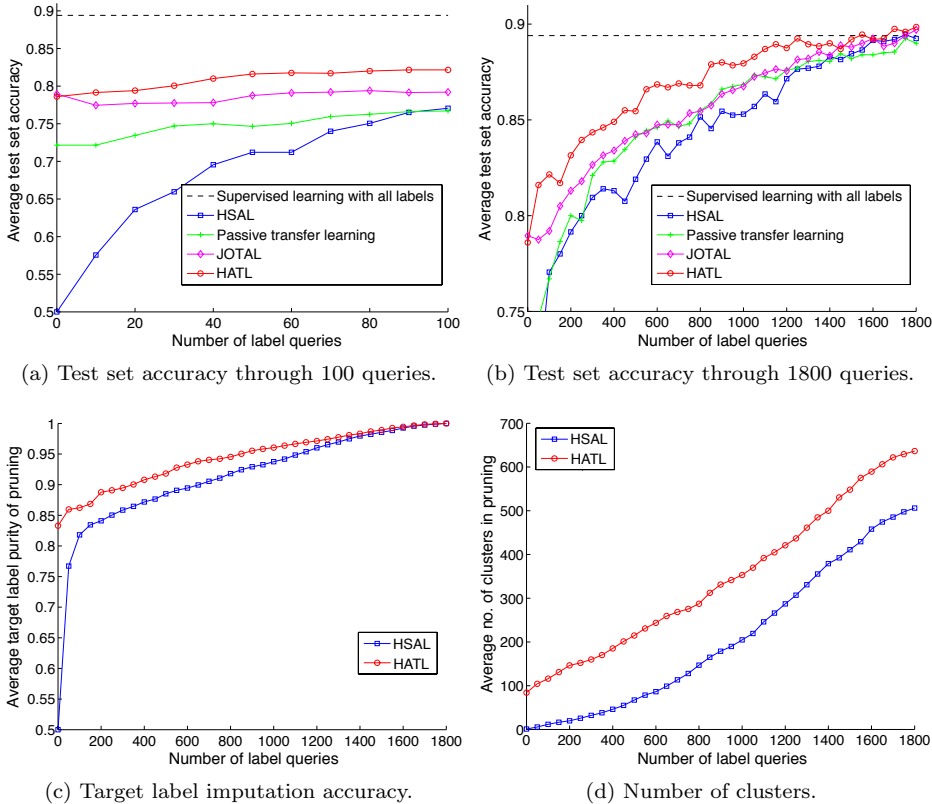 0.9
0.85
0.8
0.75
0.7
0.65
0.6
0.55
0.5
0
20
40
60
80
100
Average test set accuracy
Number of label queries
Supervised learning with all labels
HSAL
Passive transfer learning
JOTAL
HATL
(a) Test set accuracy through 100 queries.
0.9
0.85
0.8
0.75
0
200
400
600
800
1000
1200
1400
1600
1800
Average test set accuracy
Number of label queries
Supervised learning with all labels
HSAL
Passive transfer learning
JOTAL
HATL
(b) Test set accuracy through 1800 queries.
1
0.95
0.9
0.85
0.8
0.75
0.7
0.65
0.6
0.55
0.5
0
200
400
600
800
1000
1200
1400
1600
1800
Average target label purity of pruning
Number of label queries
HSAL
HATL
(c) Target label imputation accuracy.
700
600
500
400
300
200
100
0
0
200
400
600
800
1000
1200
1400
1600
1800
Average no. of clusters in pruning
Number of label queries
HSAL
HATL
(d) Number of clusters.